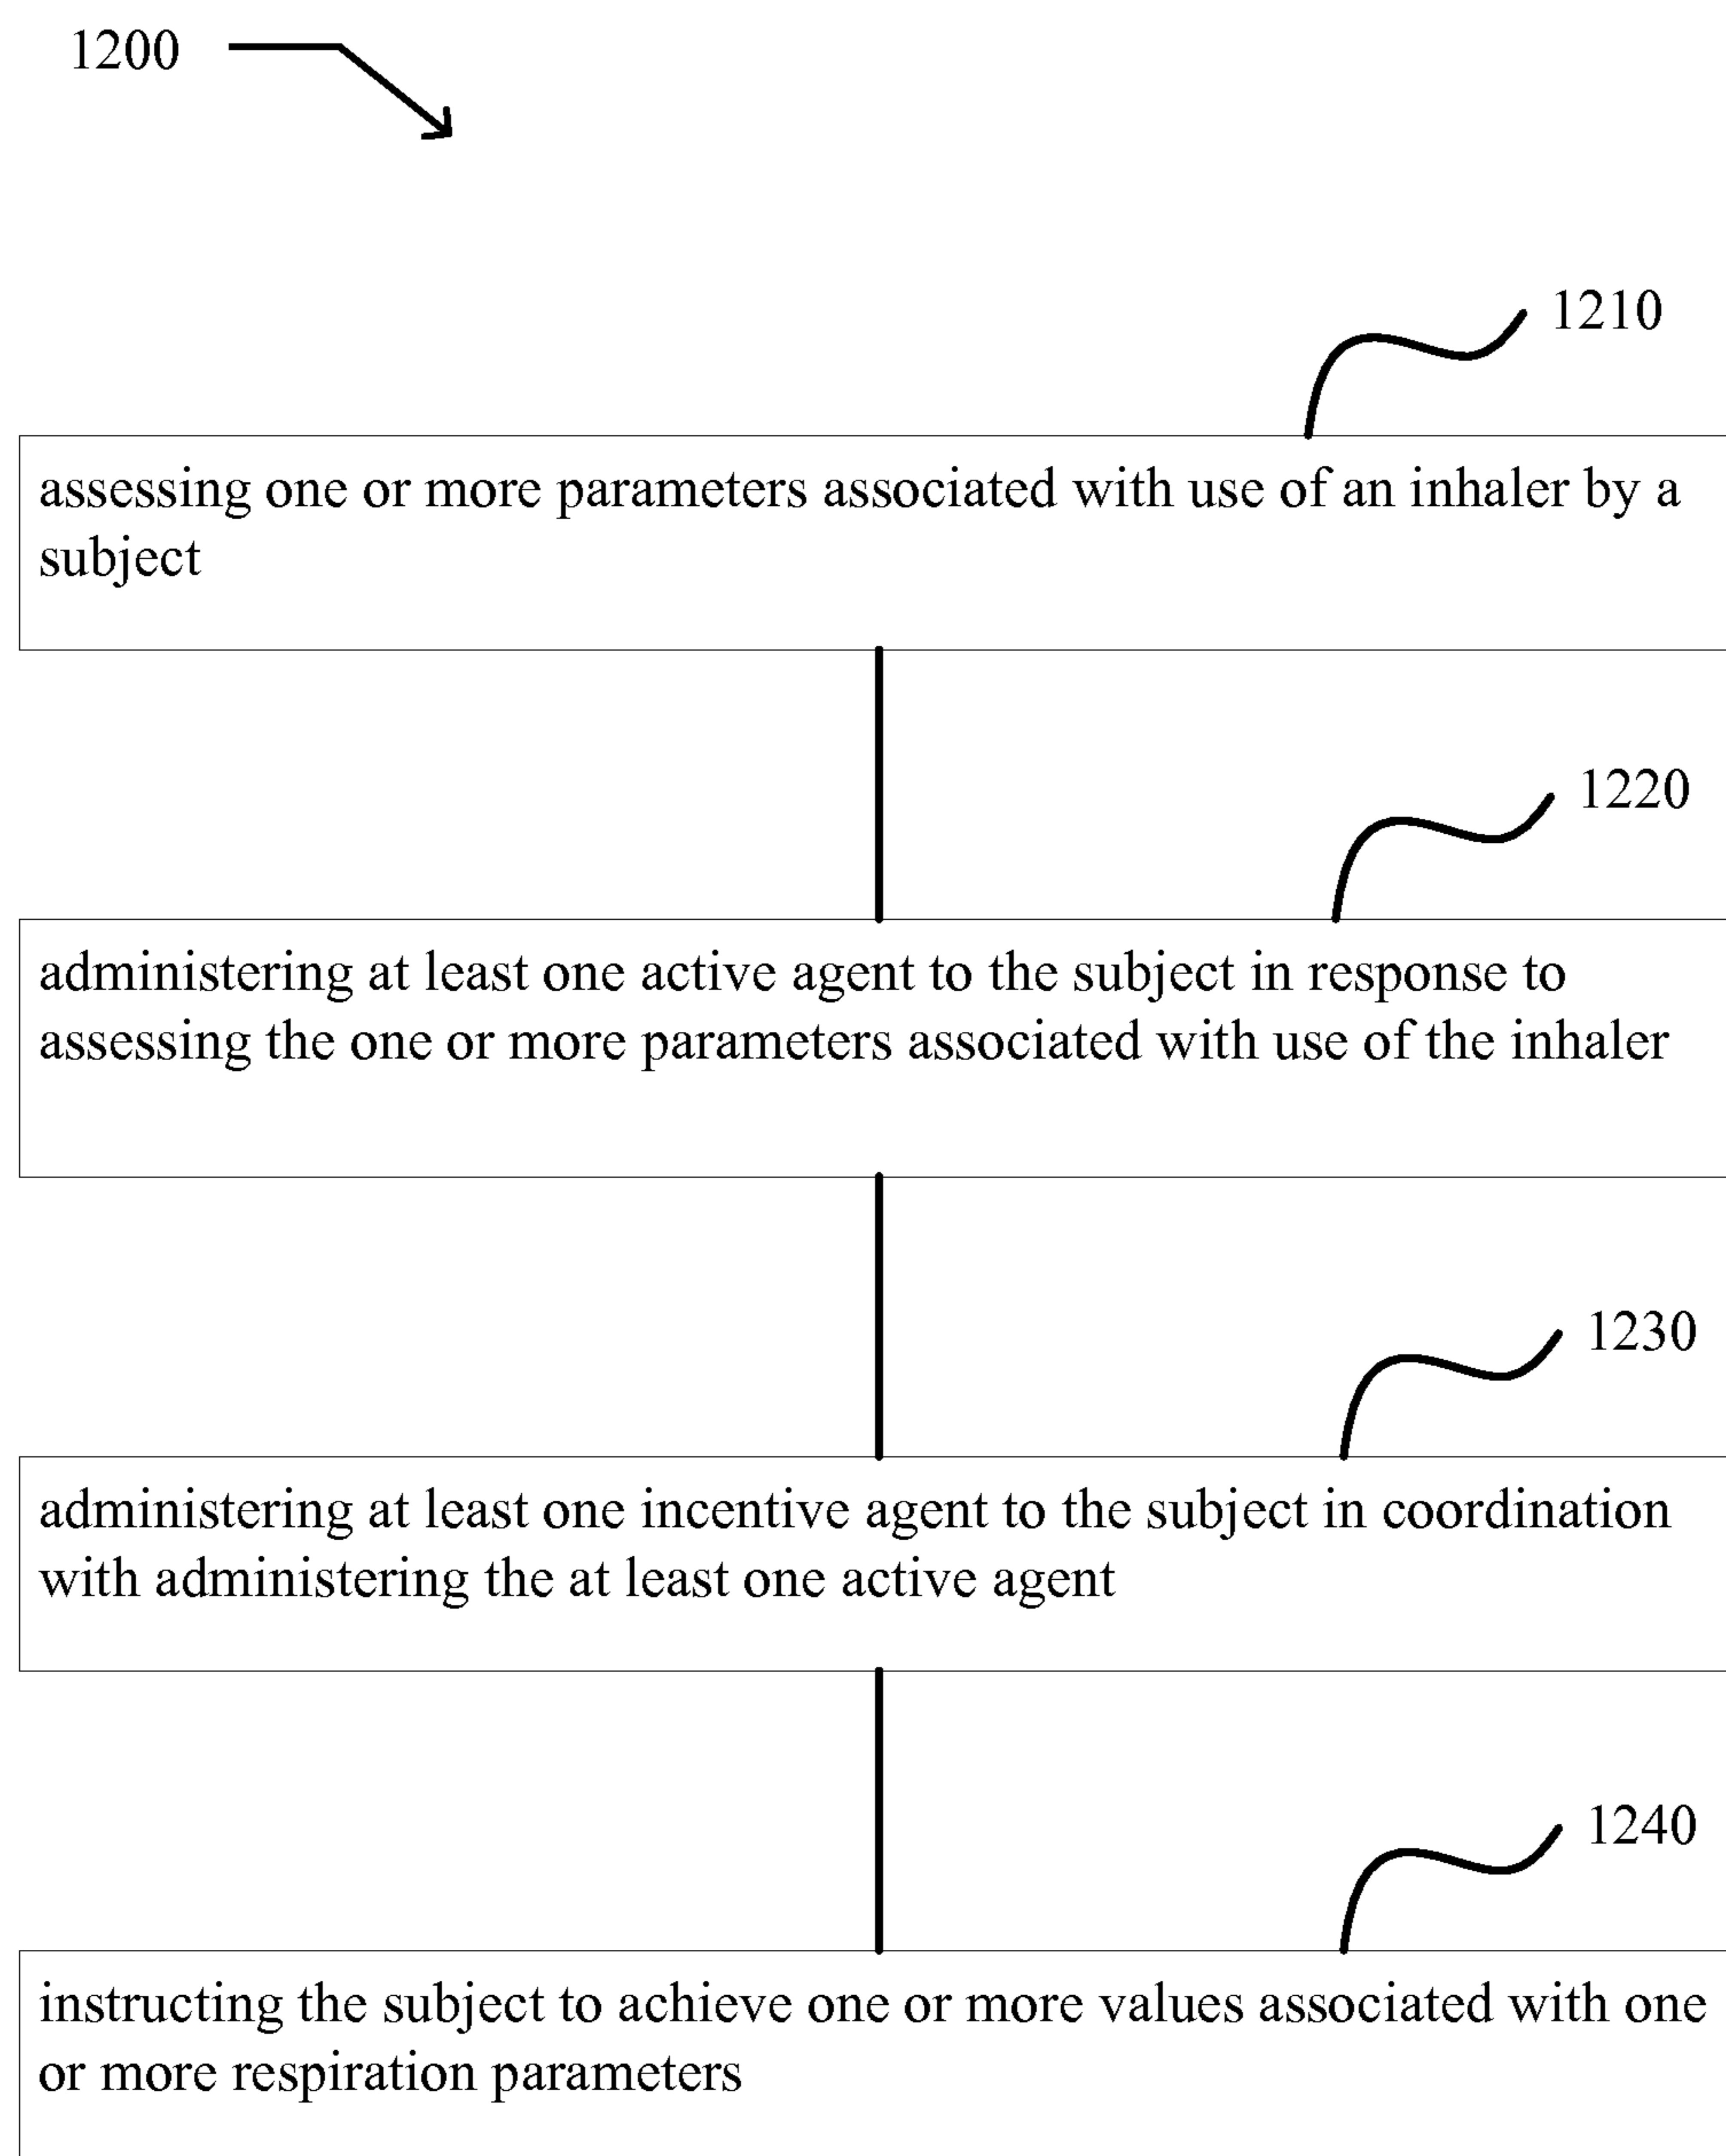 1200
1210
assessing one or more parameters associated with use of an inhaler by a
subject
1220
administering at least one active agent to the subject in response to
assessing the one or more parameters associated with use of the inhaler
1230
administering at least one incentive agent to the subject in coordination
with administering the at least one active agent
1240
instructing the subject to achieve one or more values associated with one
or more respiration parameters